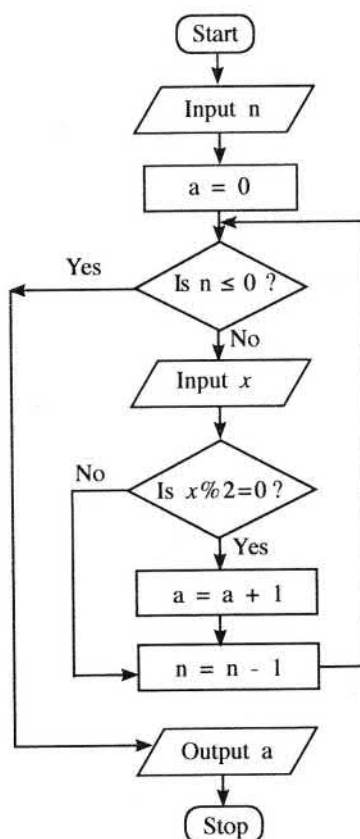 Start
Input n
a = 0
Is n ≤ 0 ?
Yes
No
Input x
Is x%2=0 ?
No
Yes
a = a + 1
n = n - 1
Output a
Stop